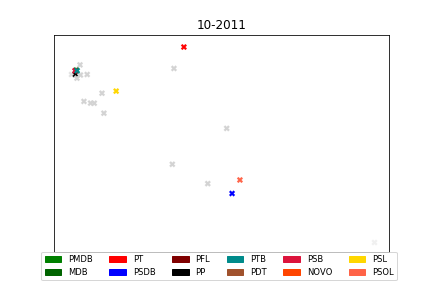 10-2011
PMDB PT PFL PTB PSB PSL
MDB PSDB PP PDT NOVO PSOL